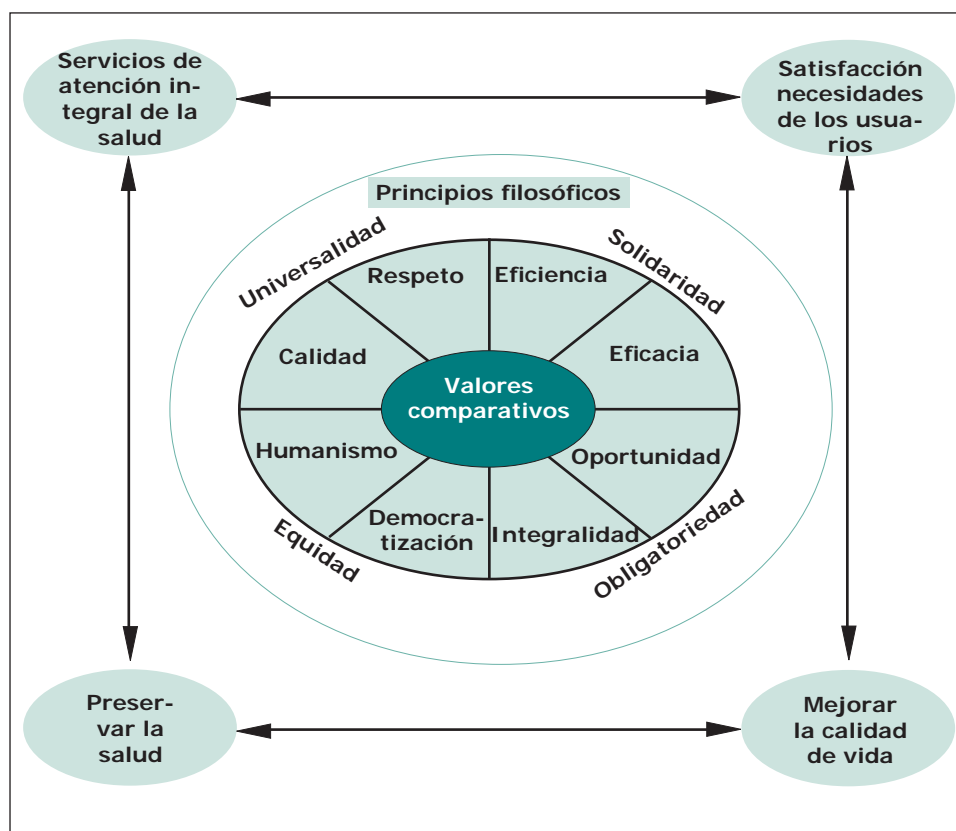 Servicios de
atención in-
tegral de la
salud
Satisfacción
necesidades
de los usua-
rios
Principios filosóficos
Universalidad
Solidaridad
Respeto
Eficiencia
Calidad
Eficacia
Valores
comparativos
Humanismo
Oportunidad
Democra-
tización
Integralidad
Equidad
Obligatoriedad
Preser-
var la
salud
Mejorar
la calidad
de vida